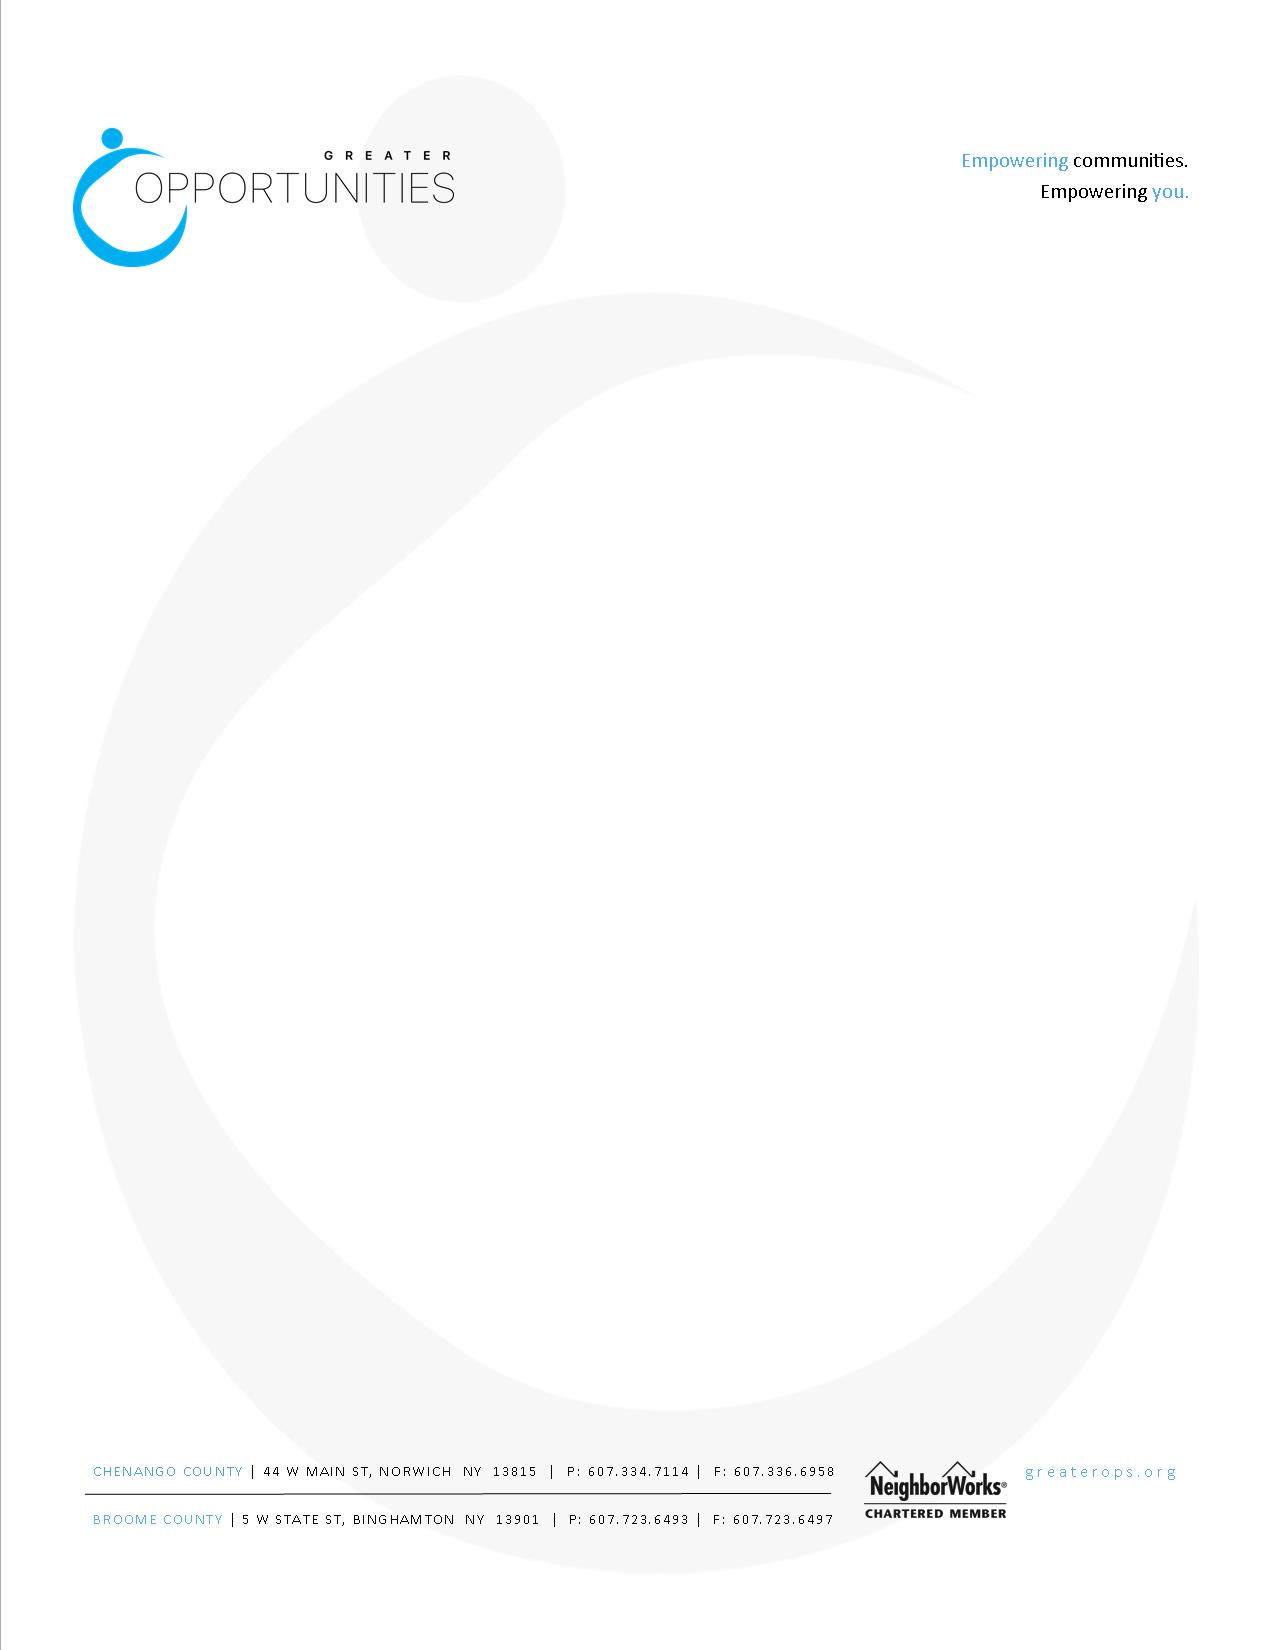 GREATER
OPPORTUNITIES
Empowering communities.
Empowering you.
CHENANGO COUNTY | 44 W MAIN ST, NORWICH NY 13815 | P: 607.334.7114 | F: 607.336.6958
BROOME COUNTY | 5 W STATE ST, BINGHAMTON NY 13901 | P: 607.723.6493 | F: 607.723.6497
NeighborWorks®
CHARTERED MEMBER
greaterops.org